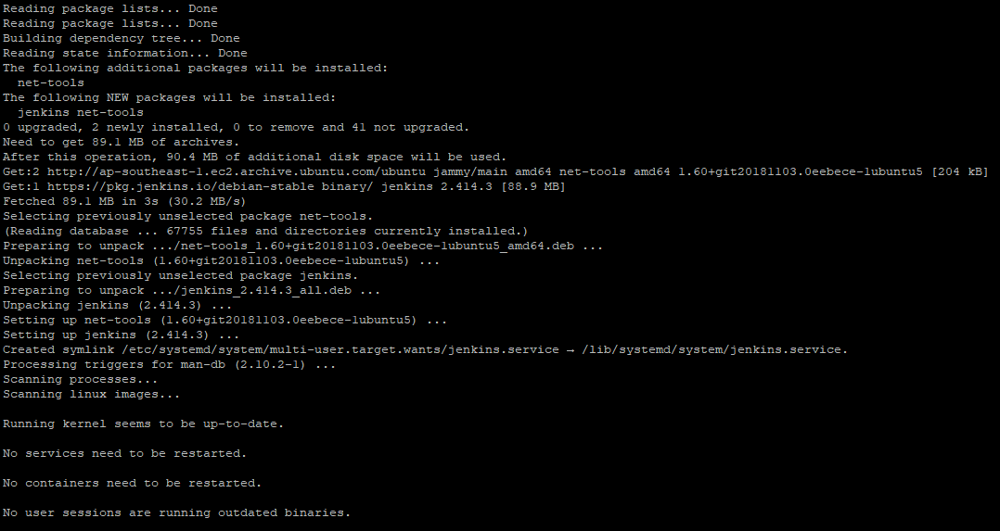 Reading package lists... Done
Reading package lists... Done
Building dependency tree... Done
Reading state information... Done
The following additional packages will be installed:
  net-tools
The following NEW packages will be installed:
  jenkins net-tools
0 upgraded, 2 newly installed, 0 to remove and 41 not upgraded.
Need to get 89.1 MB of archives.
After this operation, 90.4 MB of additional disk space will be used.
Get:2 http://ap-southeast-1.ec2.archive.ubuntu.com/ubuntu jammy/main amd64 net-tools amd64 1.60+git20181103.0eebece-1ubuntu5 [204 kB]
Get:1 https://pkg.jenkins.io/debian-stable binary/ jenkins 2.414.3 [88.9 MB]
Fetched 89.1 MB in 3s (30.2 MB/s)
Selecting previously unselected package net-tools.
(Reading database ... 67755 files and directories currently installed.)
Preparing to unpack .../net-tools_1.60+git20181103.0eebece-1ubuntu5_amd64.deb ...
Unpacking net-tools (1.60+git20181103.0eebece-1ubuntu5) ...
Selecting previously unselected package jenkins.
Preparing to unpack .../jenkins_2.414.3_all.deb ...
Unpacking jenkins (2.414.3) ...
Setting up net-tools (1.60+git20181103.0eebece-1ubuntu5) ...
Setting up jenkins (2.414.3) ...
Created symlink /etc/systemd/system/multi-user.target.wants/jenkins.service → /lib/systemd/system/jenkins.service.
Processing triggers for man-db (2.10.2-1) ...
Scanning processes...
Scanning linux images...
Running kernel seems to be up-to-date.
No services need to be restarted.
No containers need to be restarted.
No user sessions are running outdated binaries.